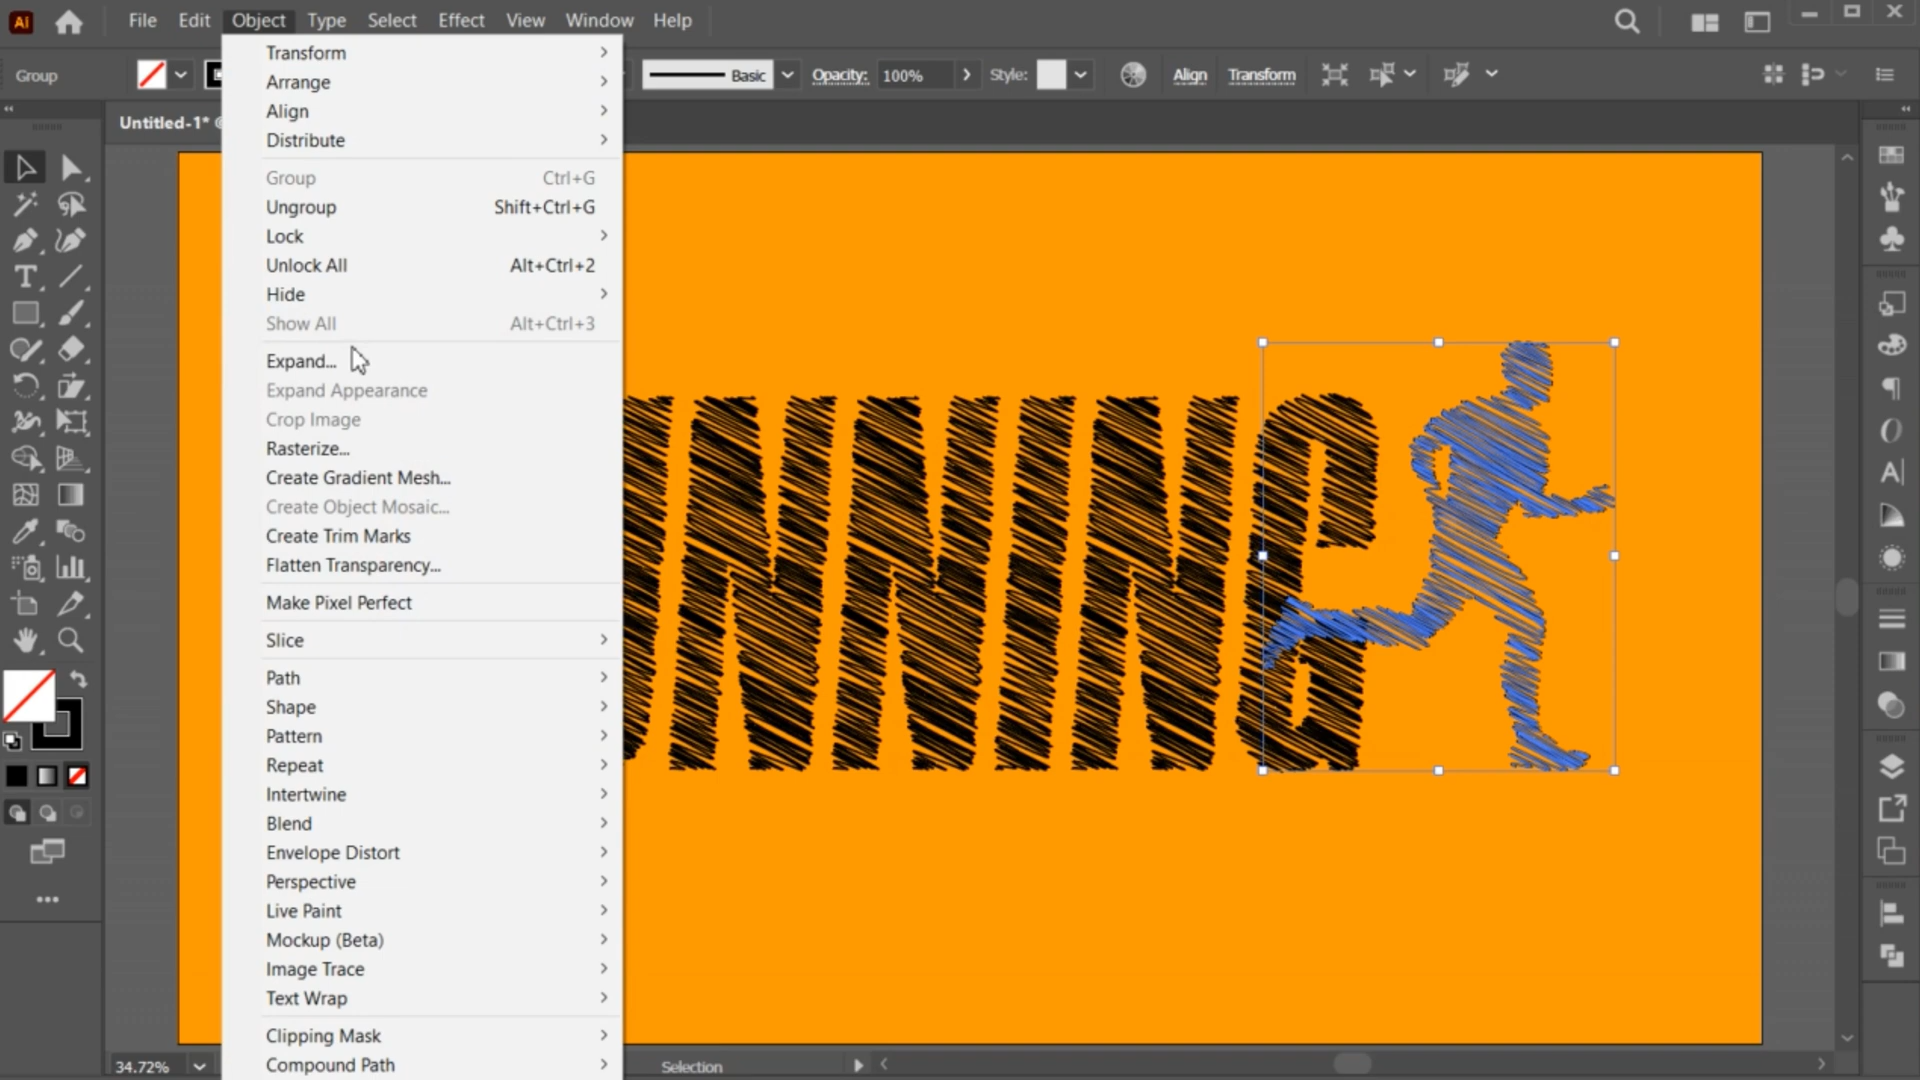 Ai File Edit Object Type Select Effect View Window Help
Group Basic Opacity: 100% Style: Align Transform
Untitled-1*
Transform
Arrange
Align
Distribute
Group Ctrl+G
Ungroup Shift+Ctrl+G
Lock
Unlock All Alt+Ctrl+2
Hide
Show All Alt+Ctrl+3
Expand...
Expand Appearance
Crop Image
Rasterize...
Create Gradient Mesh...
Create Object Mosaic...
Create Trim Marks
Flatten Transparency...
Make Pixel Perfect
Slice
Path
Shape
Pattern
Repeat
Intertwine
Blend
Envelope Distort
Perspective
Live Paint
Mockup (Beta)
Image Trace
Text Wrap
Clipping Mask
Compound Path
NNING
34.72% Selection